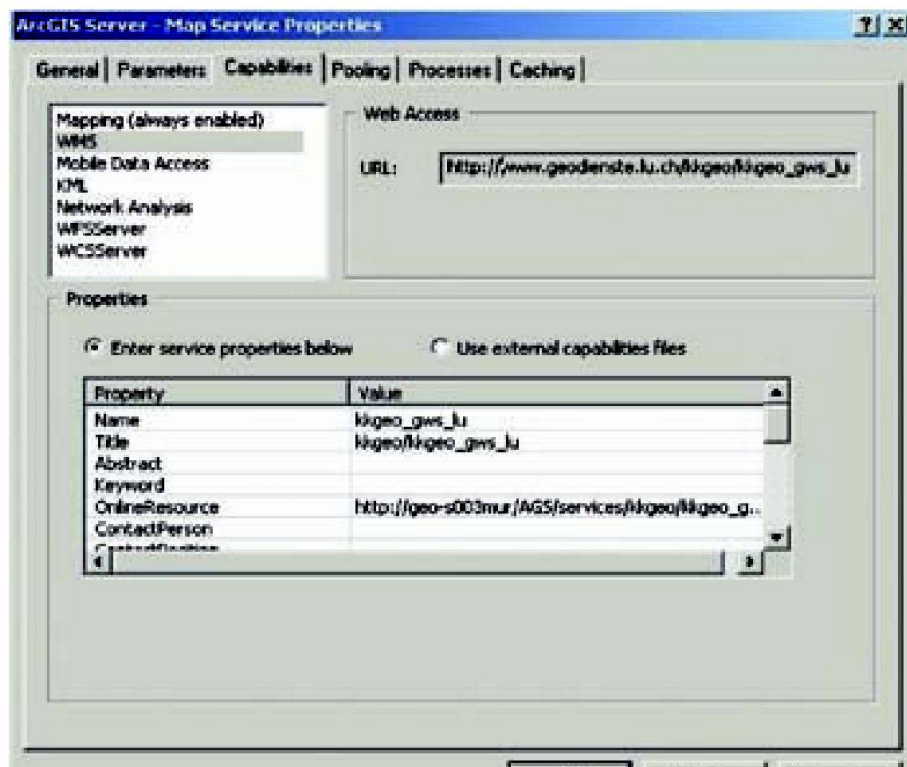 ArcGIS Server - Map Service Properties
General Parameters Capabilities Pooling Processes Caching
Mapping (always enabled)
WMS
Mobile Data Access
KML
Network Analysis
WFSServer
WCSServer
Web Access
URL: http://www.geodienste.lu.ch/kkgeo/kkgeo_gws_lu
Properties
Enter service properties below Use external capabilities files
Property Value
Name kkgeo_gws_lu
Title kkgeo/kkgeo_gws_lu
Abstract
Keyword
OnlineResource http://geo-s003mur/AGS/services/kkgeo/kkgeo_g..
ContactPerson